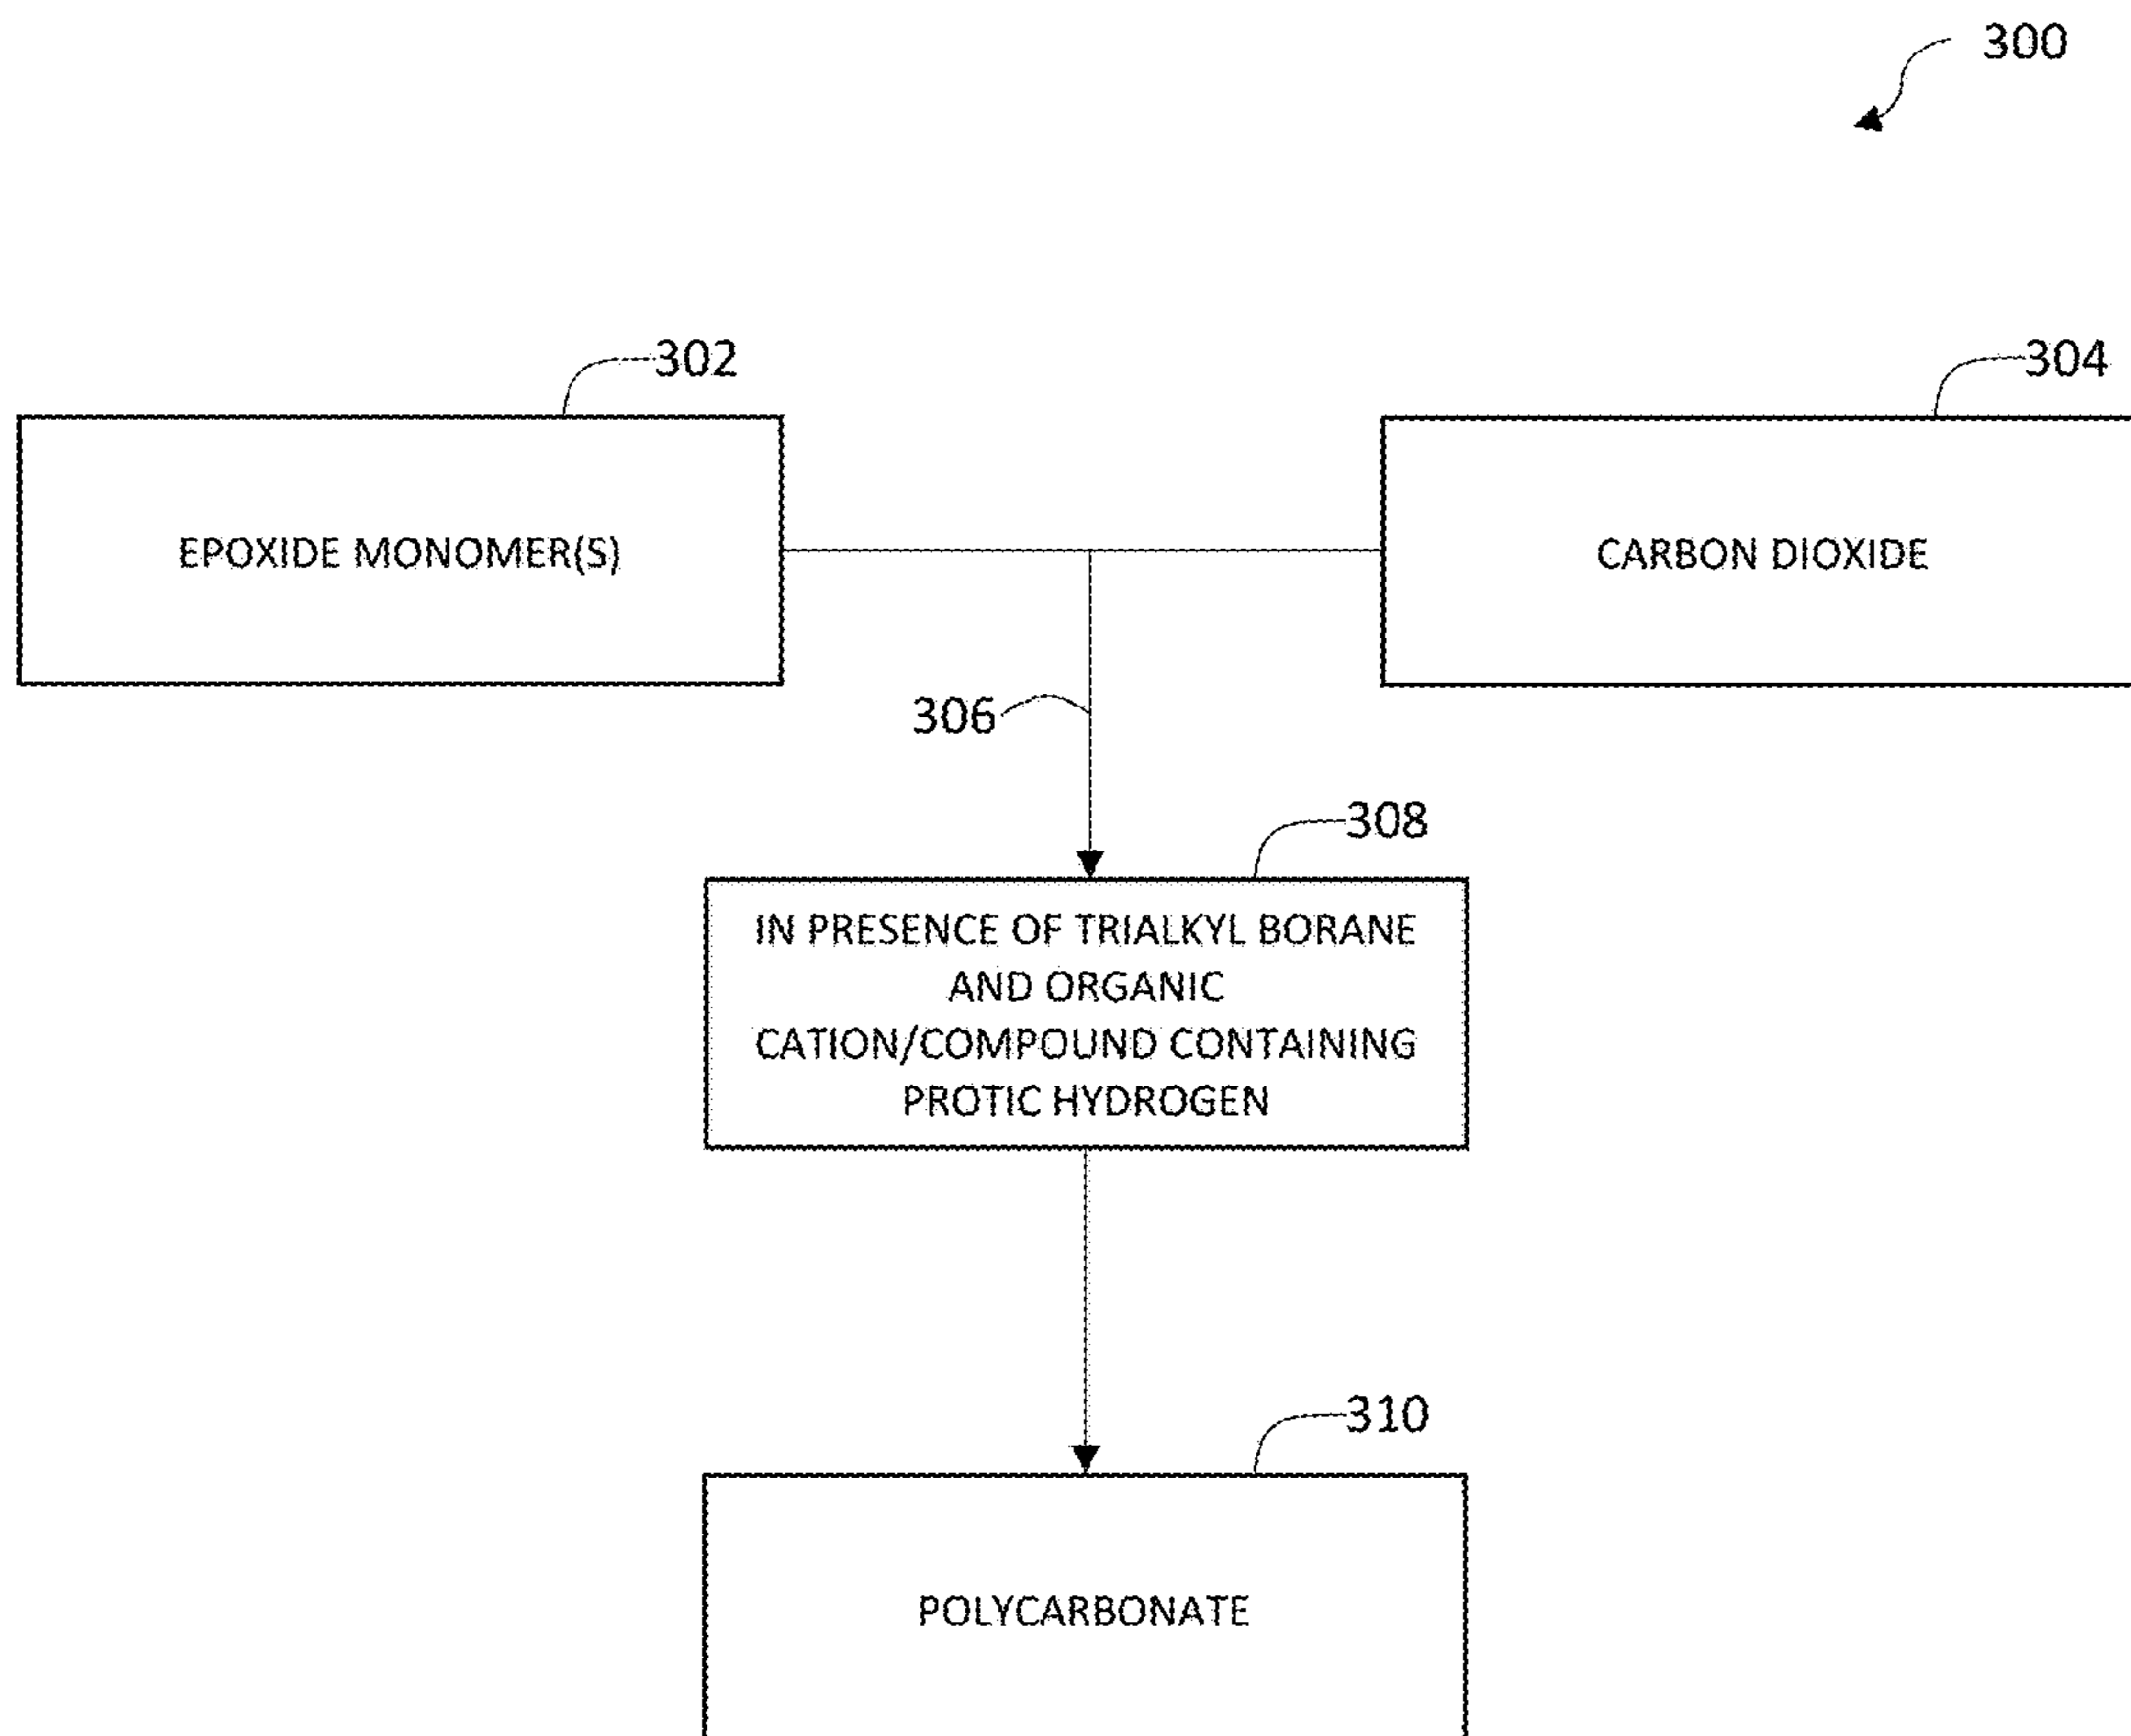 300
302
304
EPOXIDE MONOMER(S)
CARBON DIOXIDE
306
308
IN PRESENCE OF TRIALKYL BORANE
AND ORGANIC
CATION/COMPOUND CONTAINING
PROTIC HYDROGEN
310
POLYCARBONATE